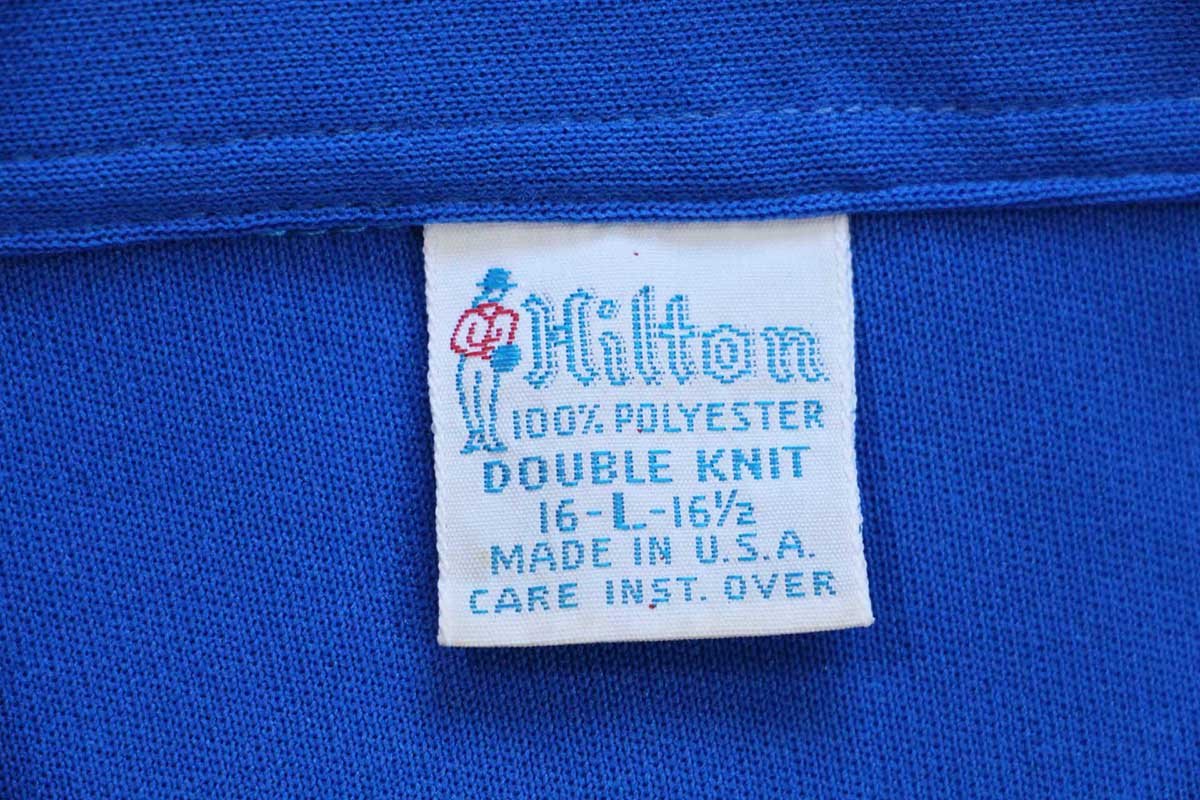 Hilton
100% POLYESTER
DOUBLE KNIT
16-L-16½
MADE IN U.S.A.
CARE INST. OVER